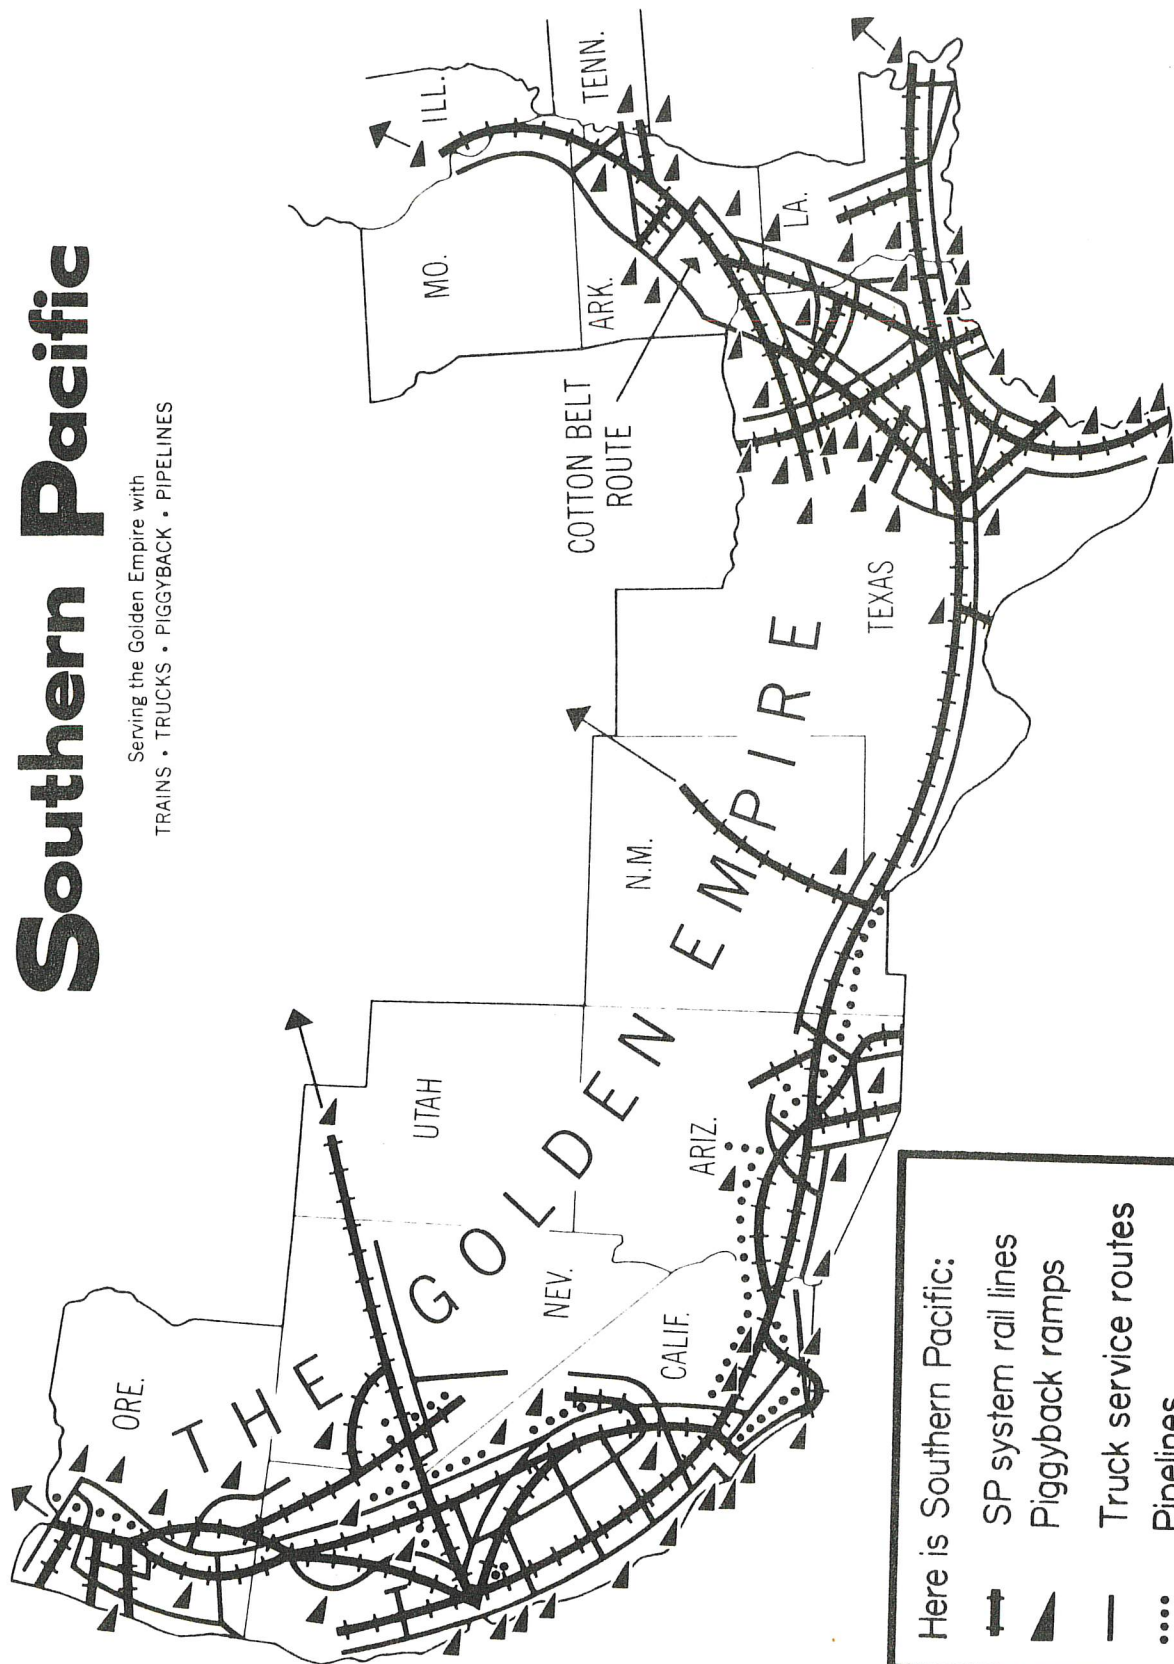 Southern Pacific
Serving the Golden Empire with
TRAINS • TRUCKS • PIGGYBACK • PIPELINES
THE GOLDEN EMPIRE
ORE.
NEV.
CALIF.
UTAH
ARIZ.
N.M.
TEXAS
COTTON BELT
ROUTE
MO.
ARK.
LA.
ILL.
TENN.
Here is Southern Pacific:
SP system rail lines
Piggyback ramps
Truck service routes
Pipelines